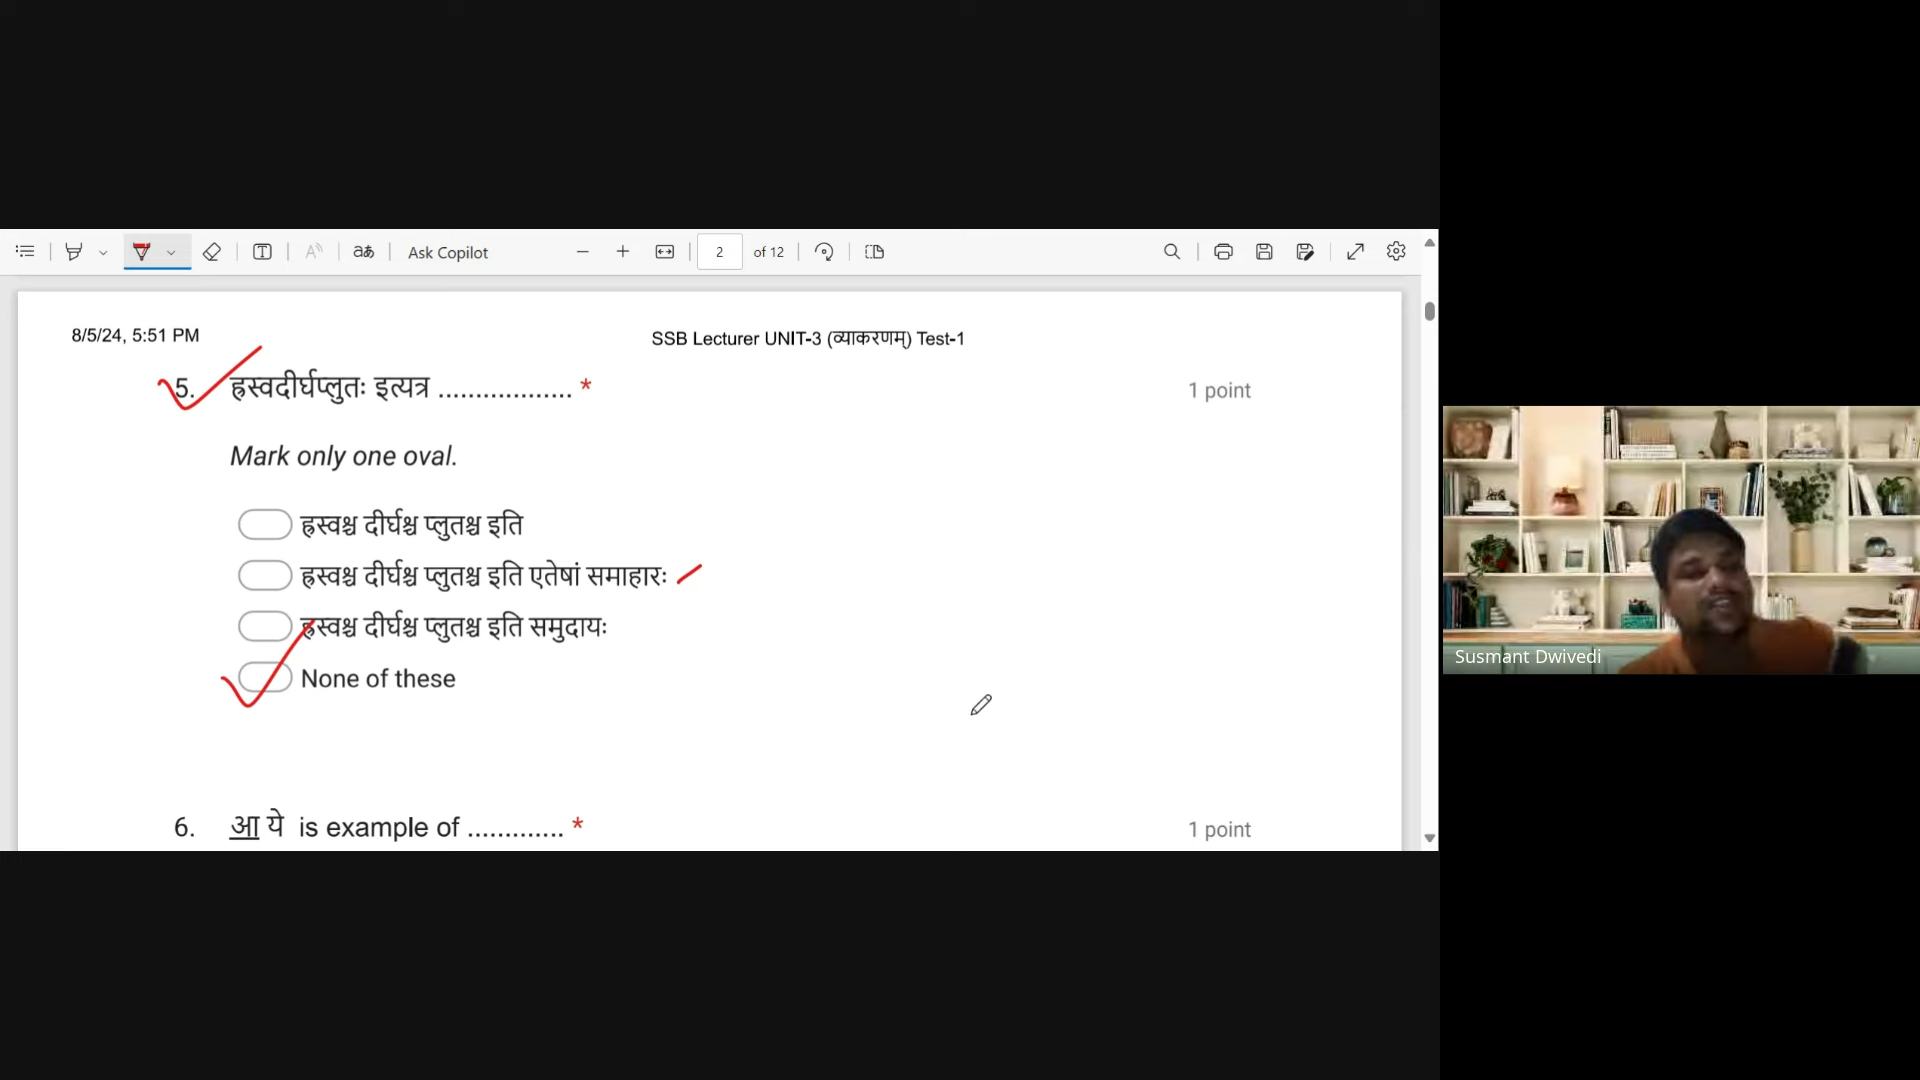 Ask Copilot
2
of 12
8/5/24, 5:51 PM
SSB Lecturer UNIT-3 (व्याकरणम्) Test-1
5. ह्रस्वदीर्घप्लुतः इत्यत्र .................. *
1 point
Mark only one oval.
ह्रस्वश्च दीर्घश्च प्लुतश्च इति
ह्रस्वश्च दीर्घश्च प्लुतश्च इति एतेषां समाहारः
ह्रस्वश्च दीर्घश्च प्लुतश्च इति समुदायः
None of these
6. आ ये is example of ............. *
1 point
Susmant Dwivedi